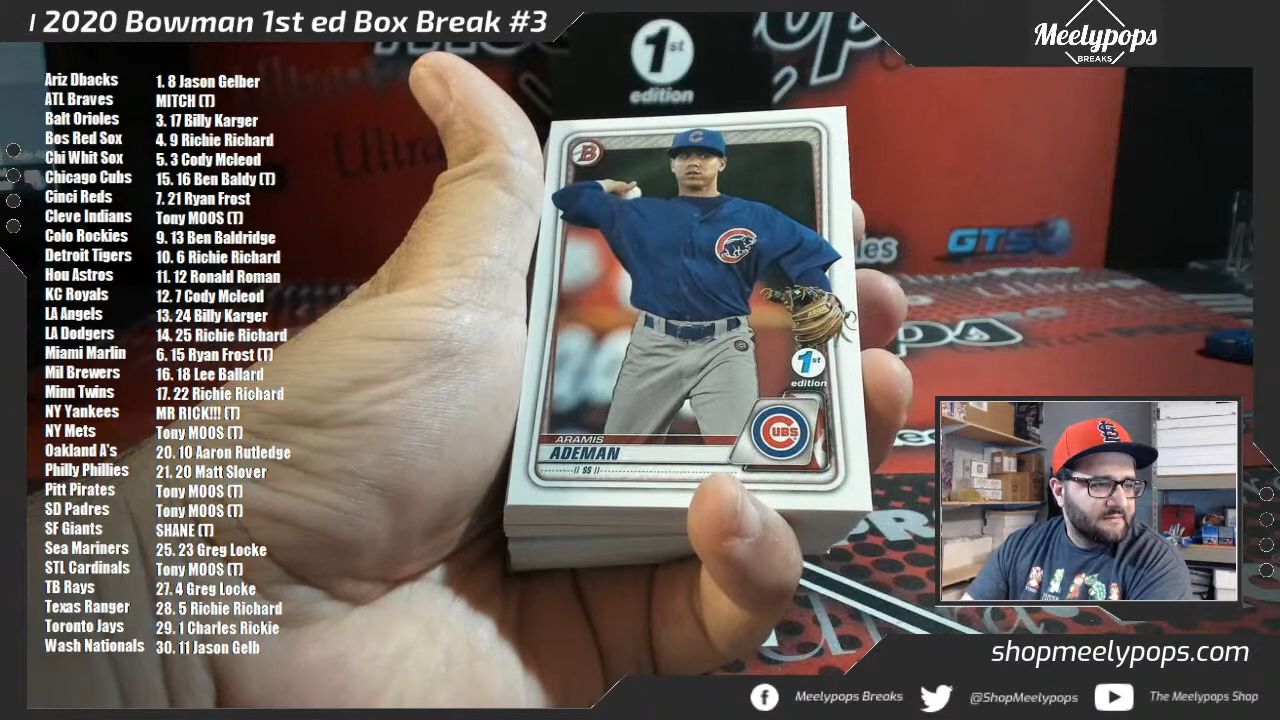 2020 Bowman 1st ed Box Break #3
Meelypops
BREAKS
1st
edition
Ariz Dbacks 1. 8 Jason Gelber
ATL Braves MITCH (T)
Balt Orioles 3. 17 Billy Karger
Bos Red Sox 4. 9 Richie Richard
Chi Whit Sox 5. 3 Cody Mcleod
Chicago Cubs 15. 16 Ben Baldy (T)
Cinci Reds 7. 21 Ryan Frost
Cleve Indians Tony MOOS (T)
Colo Rockies 9. 13 Ben Baldridge
Detroit Tigers 10. 6 Richie Richard
Hou Astros 11. 12 Ronald Roman
KC Royals 12. 7 Cody Mcleod
LA Angels 13. 24 Billy Karger
LA Dodgers 14. 25 Richie Richard
Miami Marlin 6. 15 Ryan Frost (T)
Mil Brewers 16. 18 Lee Ballard
Minn Twins 17. 22 Richie Richard
NY Yankees MR RICK!!! (T)
NY Mets Tony MOOS (T)
Oakland A's 20. 10 Aaron Rutledge
Philly Phillies 21. 20 Matt Slover
Pitt Pirates Tony MOOS (T)
SD Padres Tony MOOS (T)
SF Giants SHANE (T)
Sea Mariners 25. 23 Greg Locke
STL Cardinals Tony MOOS (T)
TB Rays 27. 4 Greg Locke
Texas Ranger 28. 5 Richie Richard
Toronto Jays 29. 1 Charles Rickie
Wash Nationals 30. 11 Jason Gelb
B
C
GTS
1st
edition
CUBS
ARAMIS
ADEMAN
SS
shopmeelypops.com
Meelypops Breaks
@ShopMeelypops
The Meelypops Shop